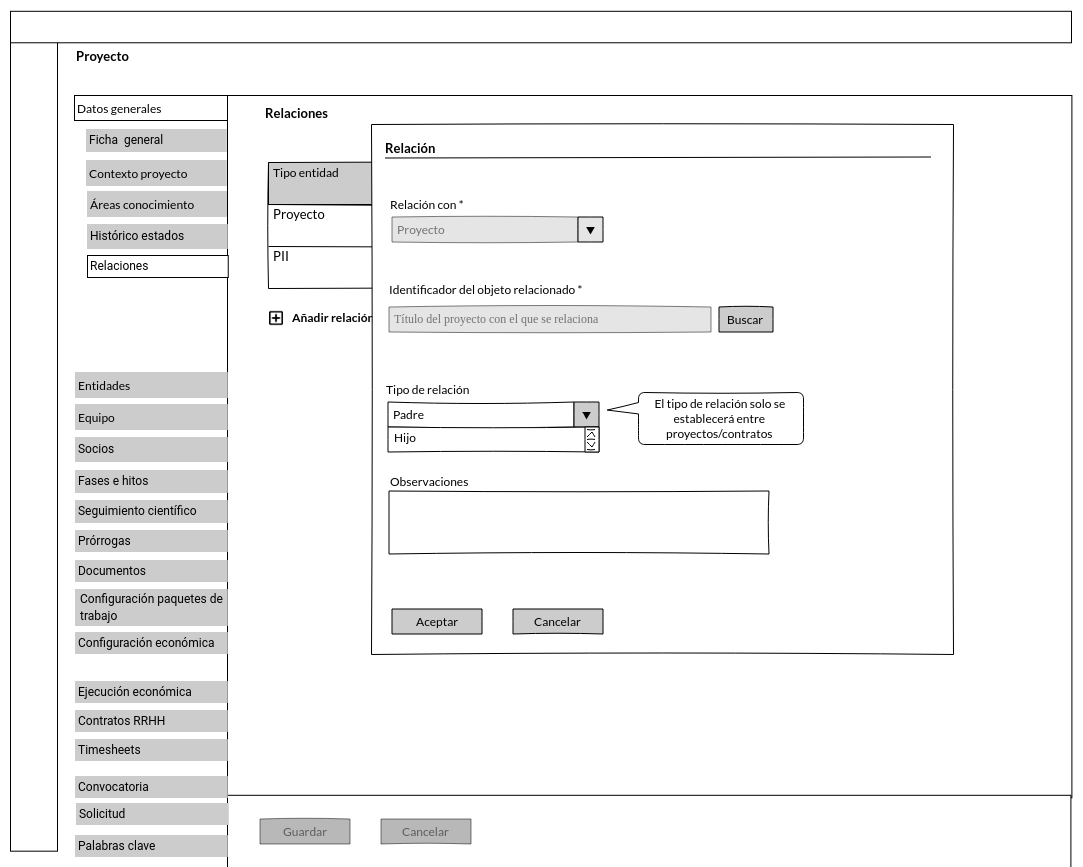 Proyecto
Datos generales
Ficha general
Contexto proyecto
Áreas conocimiento
Histórico estados
Relaciones
Entidades
Equipo
Socios
Fases e hitos
Seguimiento científico
Prórrogas
Documentos
Configuración paquetes de
trabajo
Configuración económica
Ejecución económica
Contratos RRHH
Timesheets
Convocatoria
Solicitud
Palabras clave
Relaciones
Tipo entidad
Proyecto
PII
Añadir relación
Relación
Relación con *
Proyecto
Identificador del objeto relacionado *
Título del proyecto con el que se relaciona
Buscar
Tipo de relación
Padre
Hijo
El tipo de relación solo se
establecerá entre
proyectos/contratos
Observaciones
Aceptar
Cancelar
Guardar
Cancelar